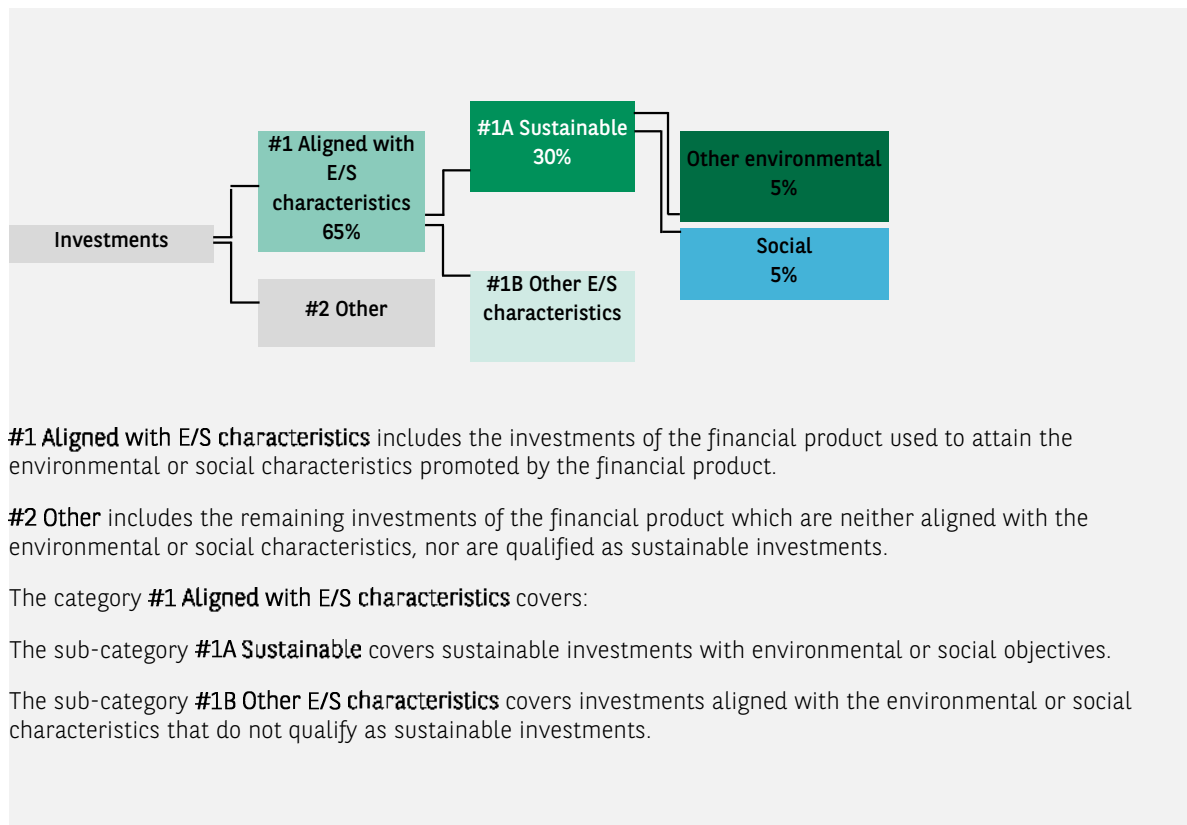 #1A Sustainable
30%
#1 Aligned with
E/S
characteristics
65%
Other environmental
5%
Investments
Social
5%
#2 Other
#1B Other E/S
characteristics
#1 Aligned with E/S characteristics includes the investments of the financial product used to attain the
environmental or social characteristics promoted by the financial product.
#2 Other includes the remaining investments of the financial product which are neither aligned with the
environmental or social characteristics, nor are qualified as sustainable investments.
The category #1 Aligned with E/S characteristics covers:
The sub-category #1A Sustainable covers sustainable investments with environmental or social objectives.
The sub-category #1B Other E/S characteristics covers investments aligned with the environmental or social
characteristics that do not qualify as sustainable investments.